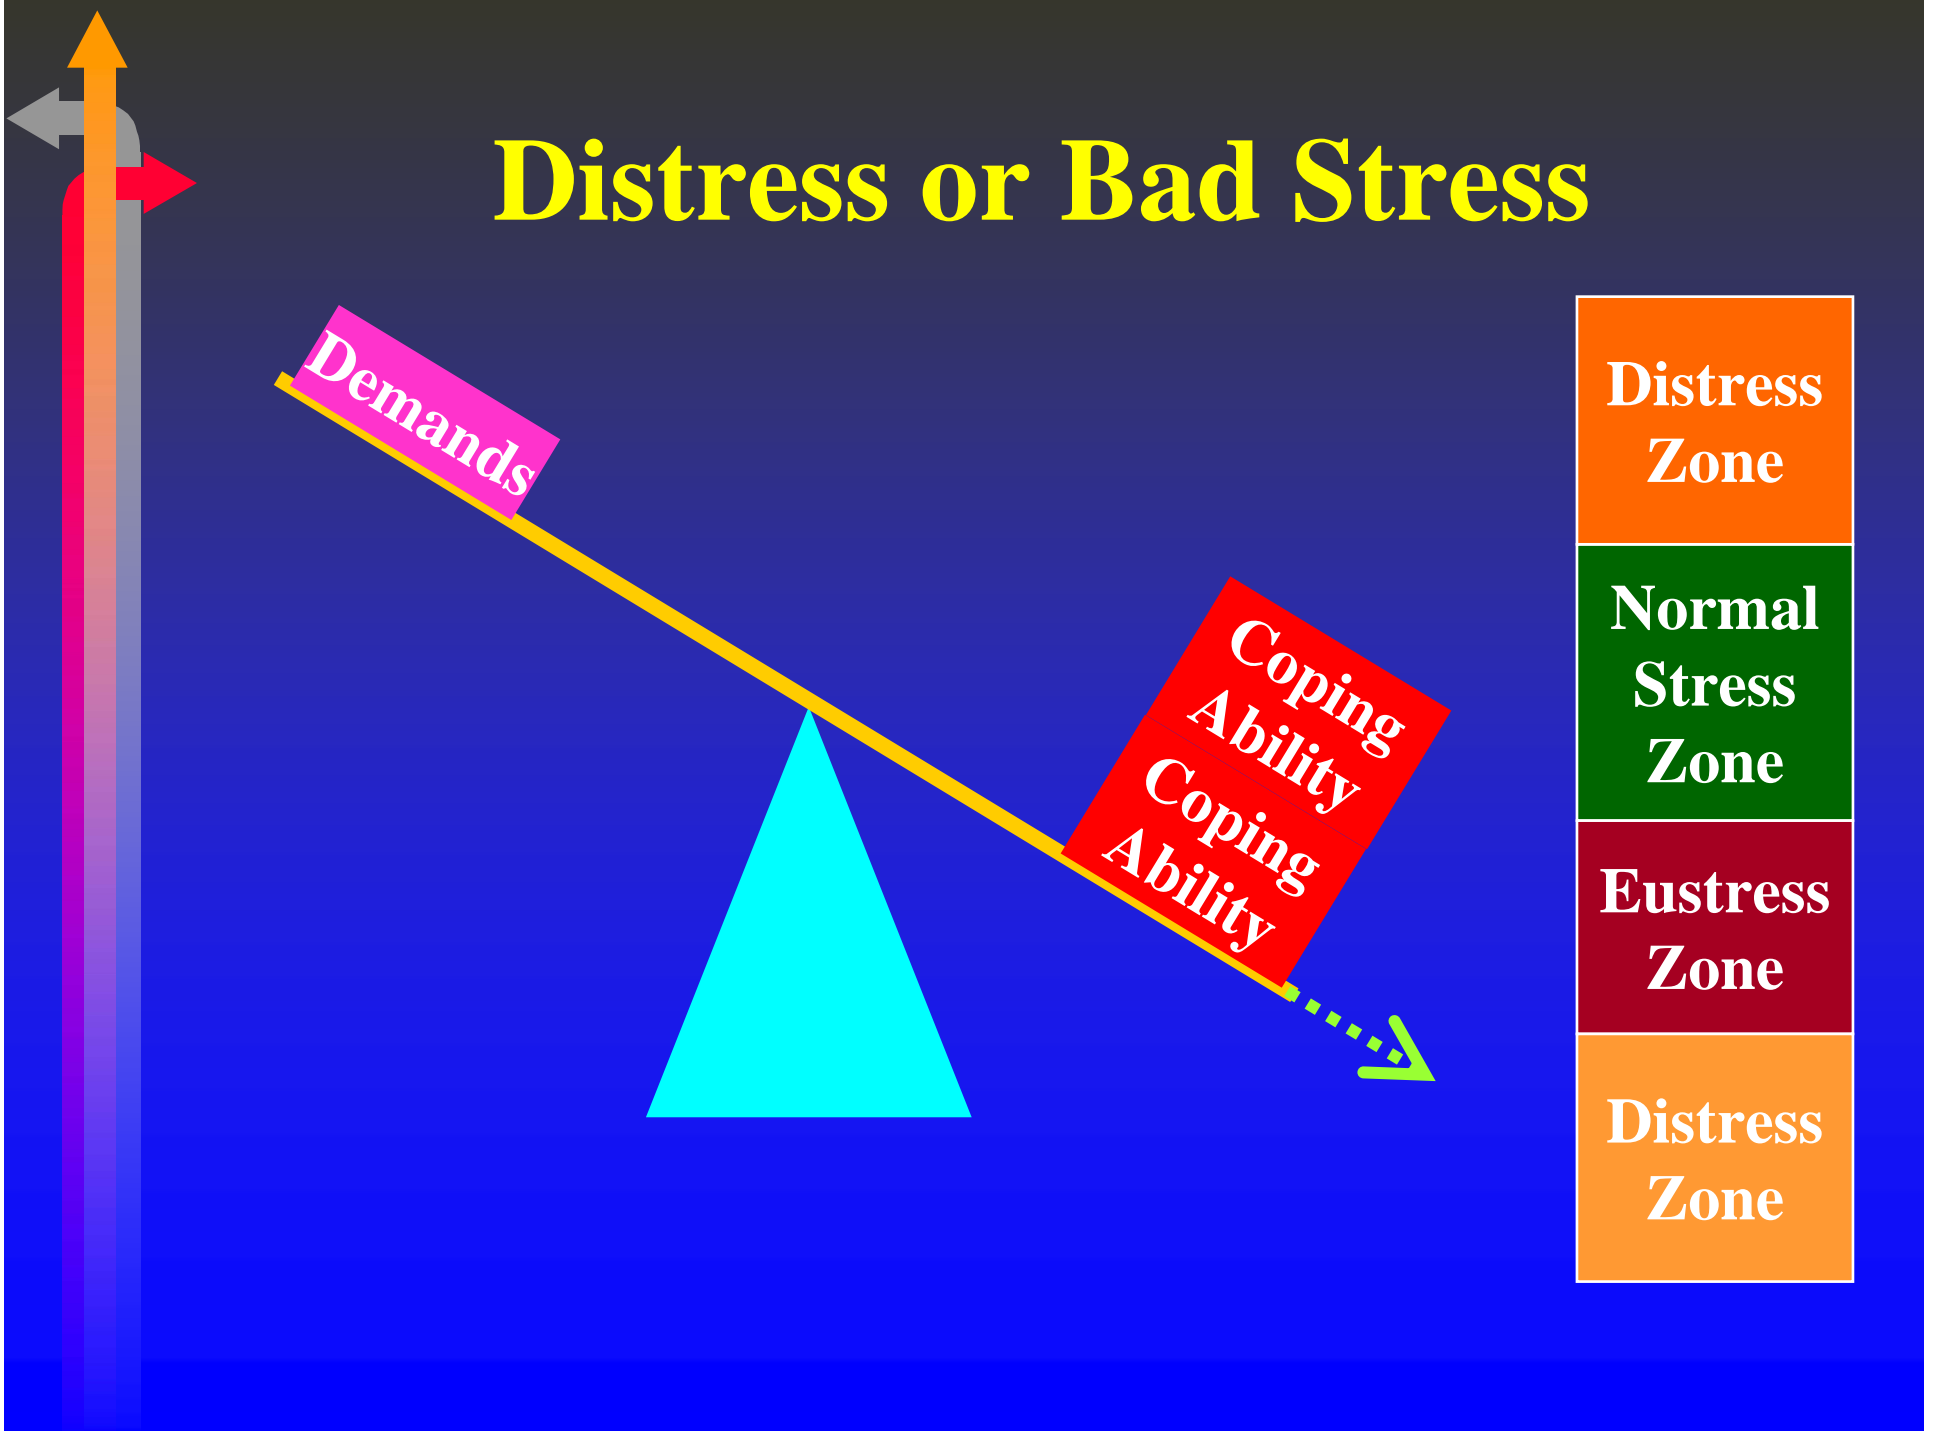 Distress or Bad Stress
Demands
Coping
Ability
Coping
Ability
Distress
Zone
Normal
Stress
Zone
Eustress
Zone
Distress
Zone